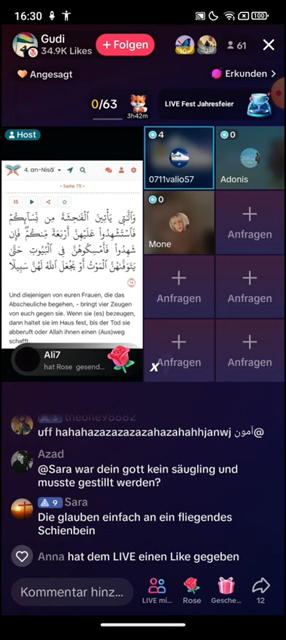 16:30
100%
Gudi
34.9K Likes
+ Folgen
61
Angesagt
Erkunden >
0/63
3h42m
LIVE Fest Jahresfeier
Host
4. an-Nisāʾ
- Seite 79 -
15
وَٱلَّـٰتِي يَأۡتِينَ ٱلۡفَـٰحِشَةَ مِن نِّسَآئِكُمۡ
فَٱسۡتَشۡهِدُواْ عَلَيۡهِنَّ أَرۡبَعَةٗ مِّنكُمۡۖ فَإِن
شَهِدُواْ فَأَمۡسِكُوهُنَّ فِي ٱلۡبُيُوتِ حَتَّىٰ
يَتَوَفَّىٰهُنَّ ٱلۡمَوۡتُ أَوۡ يَجۡعَلَ ٱللَّهُ لَهُنَّ سَبِيلٗا
Und diejenigen von euren Frauen, die das
Abscheuliche begehen, - bringt vier Zeugen
von euch gegen sie. Wenn sie (es) bezeugen,
dann haltet sie im Haus fest, bis der Tod sie
abberuft oder Allah ihnen einen (Aus)weg
schafft
Ali7
hat Rose gesend...
4
0711valio57
0
Adonis
0
Mone
Anfragen
Anfragen
Anfragen
Anfragen
Anfragen
x
uff hahahazazazazazahazahahhjanwj آمون@
Azad
@Sara war dein gott kein säugling und
musste gestillt werden?
9 Sara
Die glauben einfach an ein fliegendes
Schienbein
Anna hat dem LIVE einen Like gegeben
Kommentar hinz...
LIVE mi...
Rose
Gesche...
12